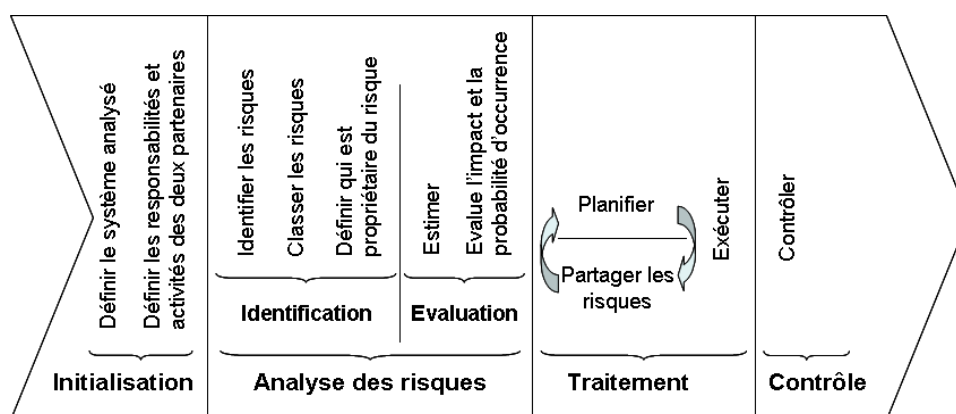 Définir le système analysé
Définir les responsabilités et
activités des deux partenaires
Identifier les risques
Classer les risques
Définir qui est
propriétaire du risque
Estimer
Evalue l'impact et la
probabilité d'occurrence
Planifier
Partager les
risques
Exécuter
Contrôler
Identification
Evaluation
Initialisation
Analyse des risques
Traitement
Contrôle